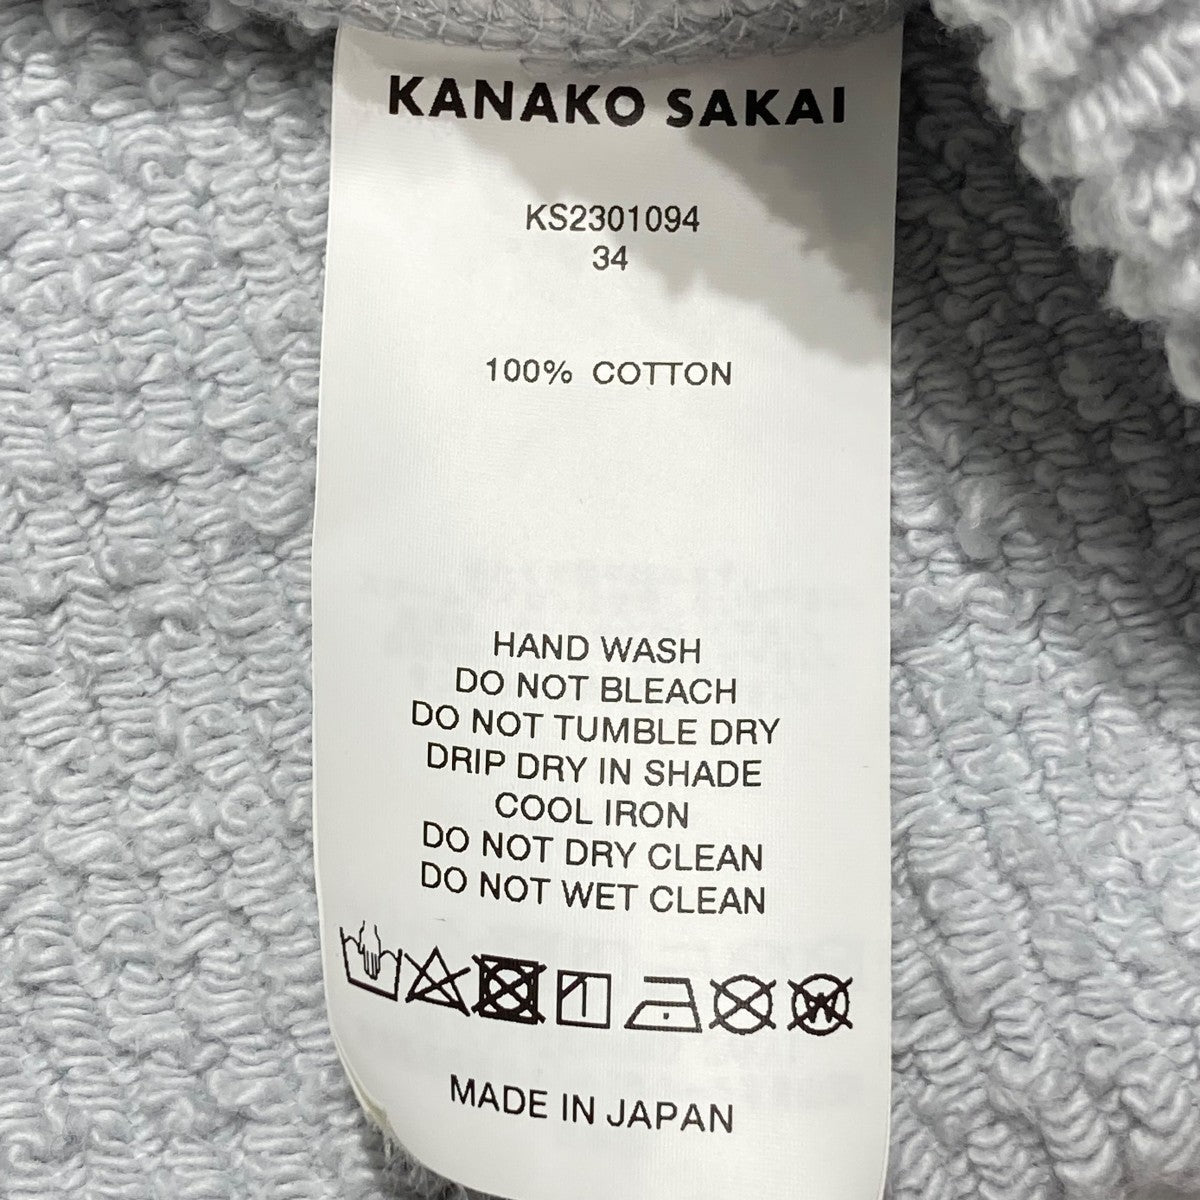 KANAKO SAKAI
KS2301094
34
100% COTTON
HAND WASH
DO NOT BLEACH
DO NOT TUMBLE DRY
DRIP DRY IN SHADE
COOL IRON
DO NOT DRY CLEAN
DO NOT WET CLEAN
W
MADE IN JAPAN